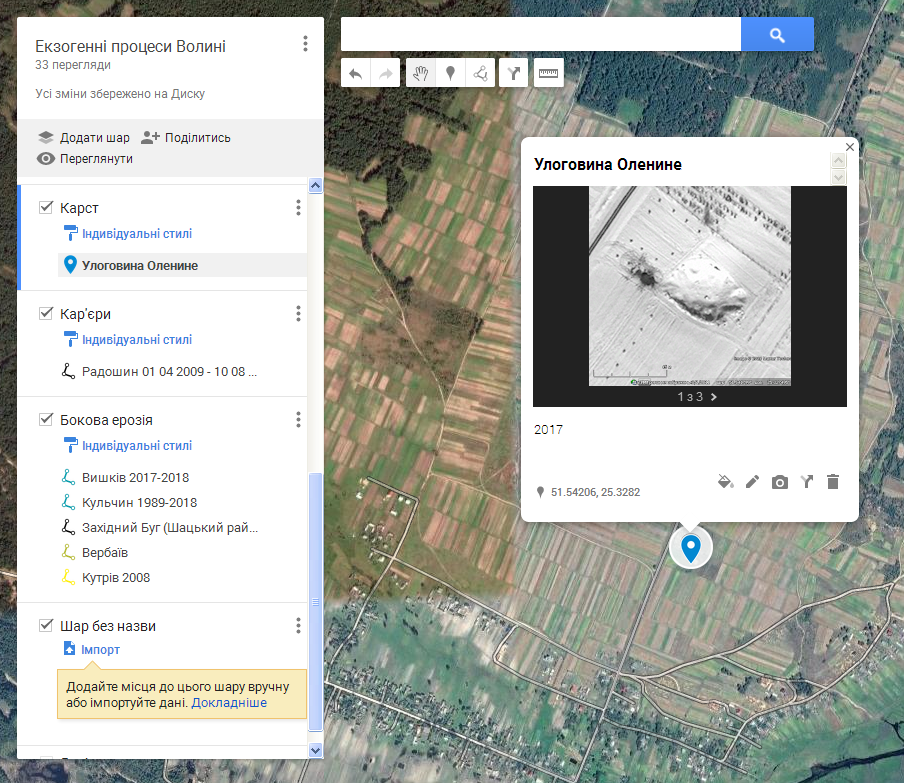 Екзогенні процеси Волині
33 перегляди
Усі зміни збережено на Диску
Додати шар Поділитись
Переглянути
Карст
Індивідуальні стилі
Улоговина Оленине
Кар'єри
Індивідуальні стилі
Радошин 01 04 2009 - 10 08 ...
Бокова ерозія
Індивідуальні стилі
Вишків 2017-2018
Кульчин 1989-2018
Західний Буг (Шацький рай...
Вербаїв
Кутрів 2008
Шар без назви
Імпорт
Додайте місця до цього шару вручну
або імпортуйте дані. Докладніше
Улоговина Оленине
1 з 3
2017
51.54206, 25.3282